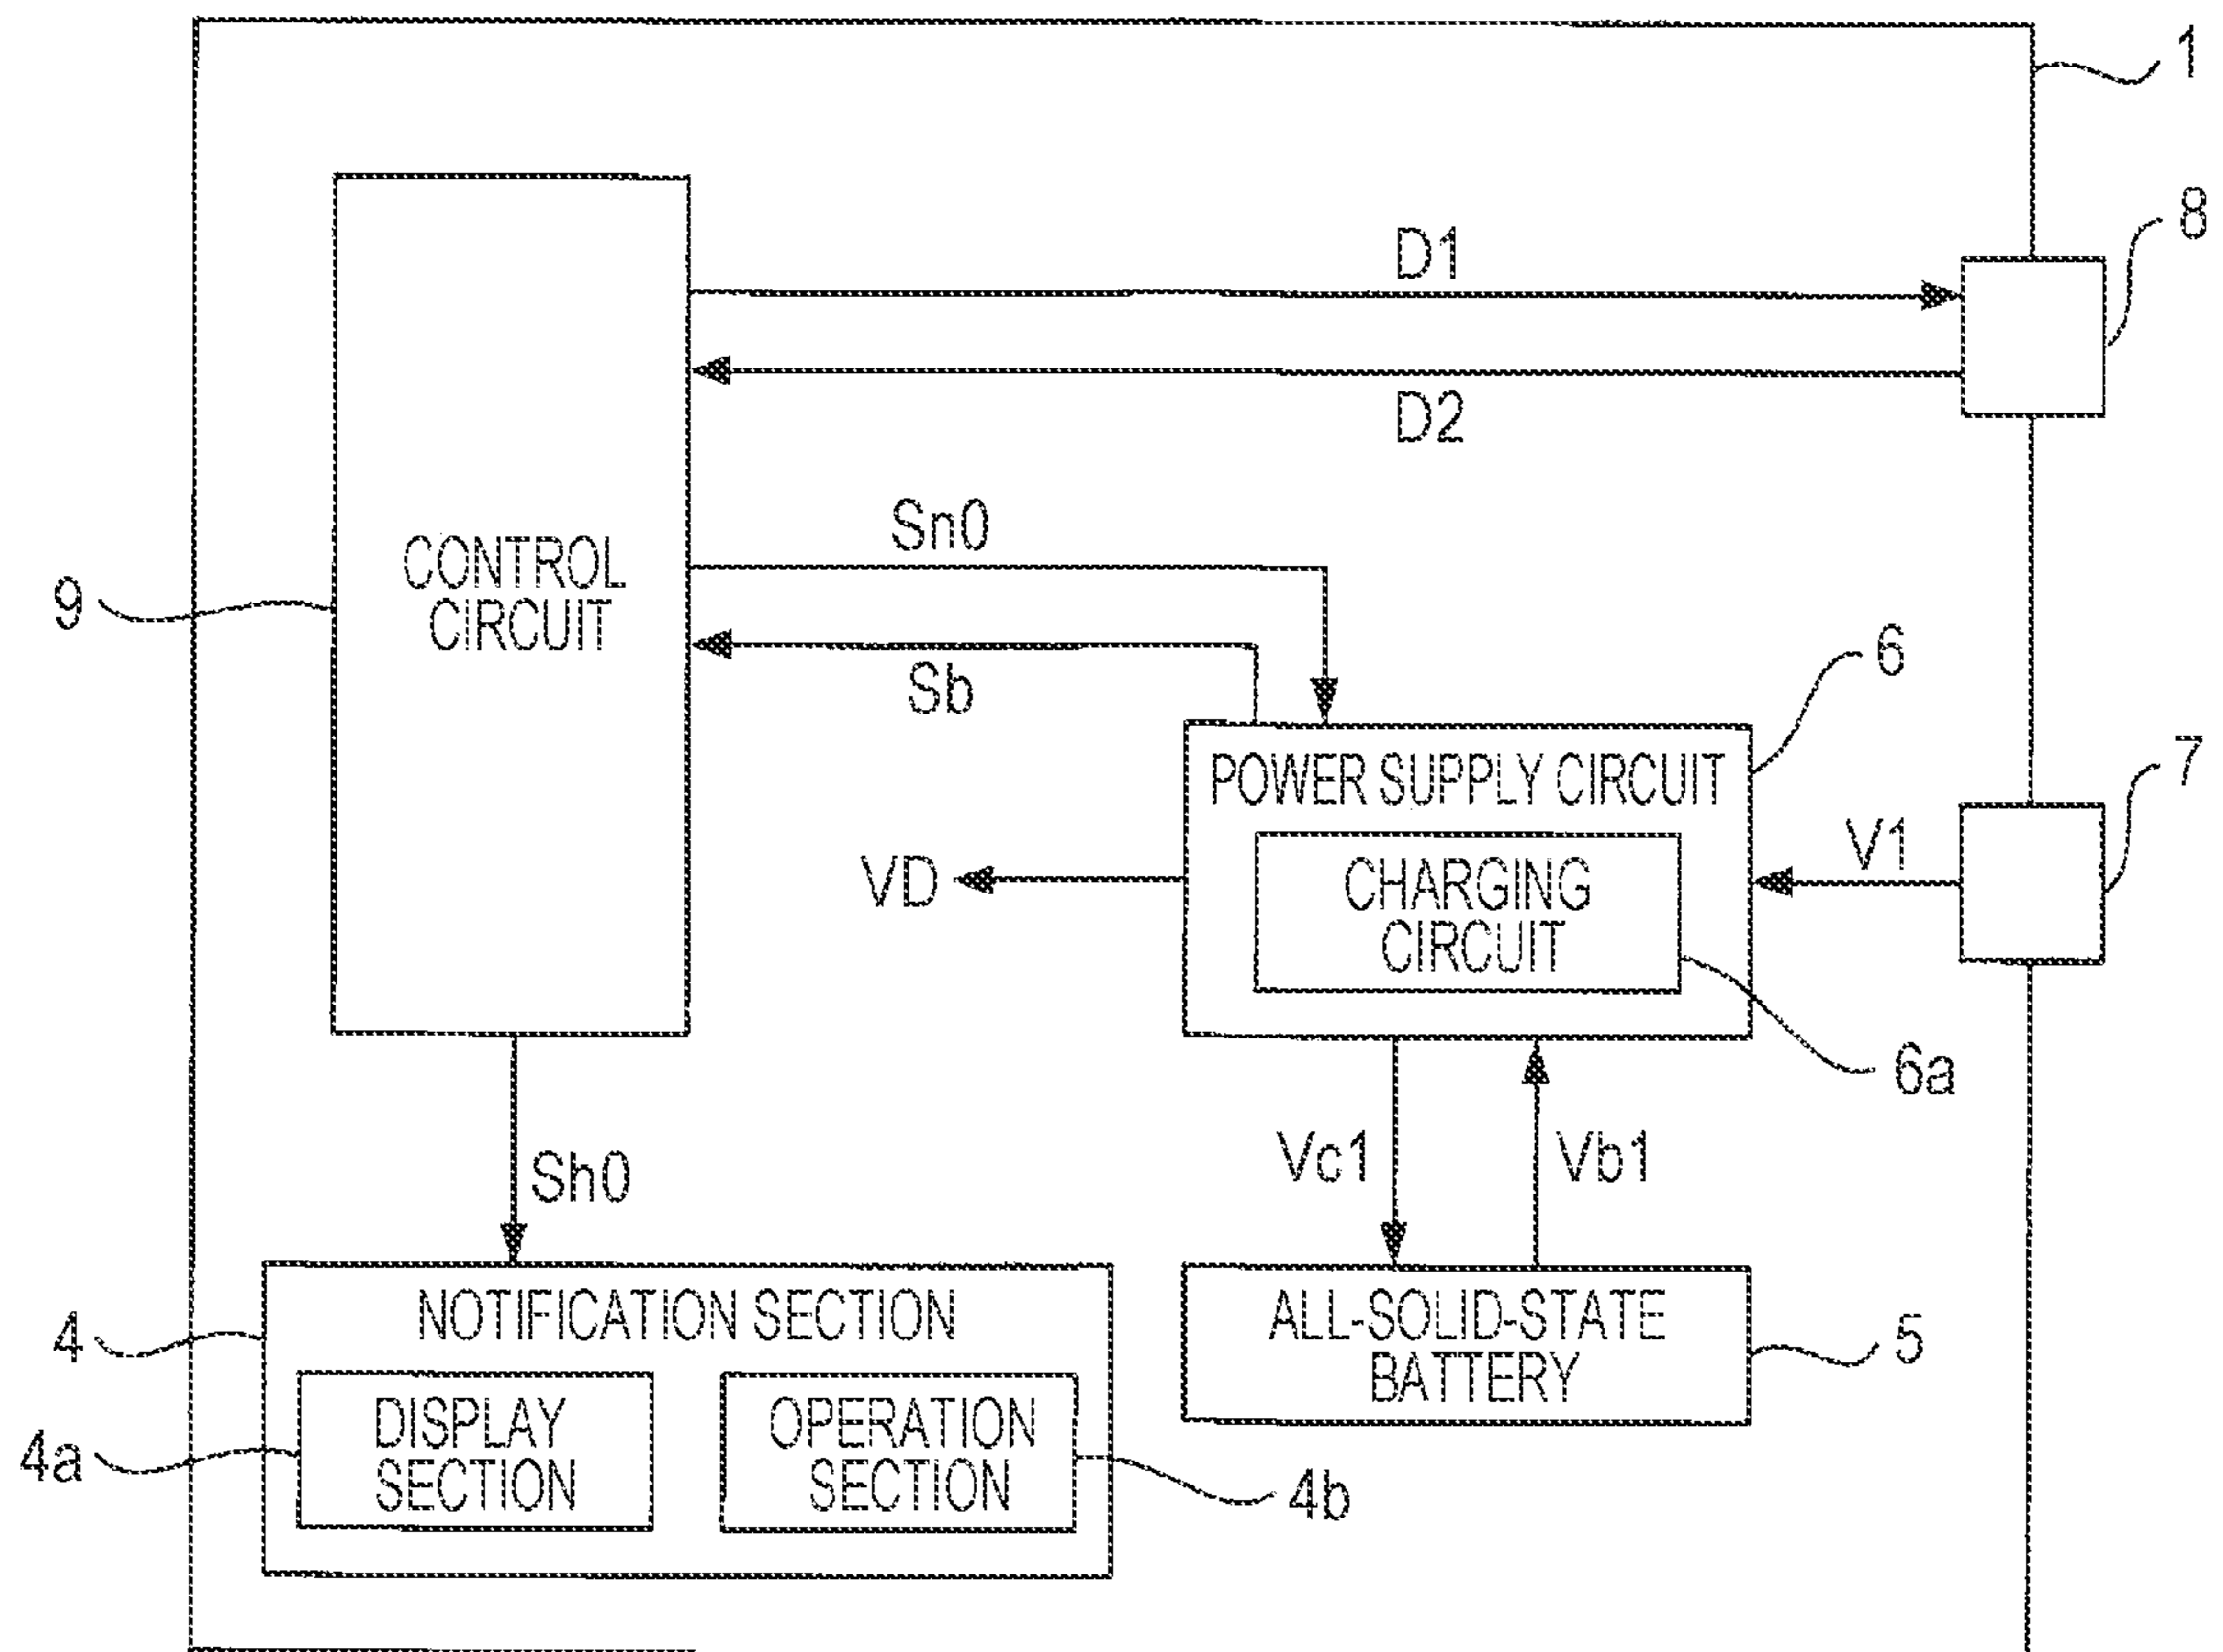 1
8
D1
D2
Sn0
CONTROL
CIRCUIT
9
Sb
6
POWER SUPPLY CIRCUIT
7
V1
VD
CHARGING
CIRCUIT
6a
Vc1
Vb1
Sh0
NOTIFICATION SECTION
4
ALL-SOLID-STATE
BATTERY
5
DISPLAY
SECTION
4a
OPERATION
SECTION
4b